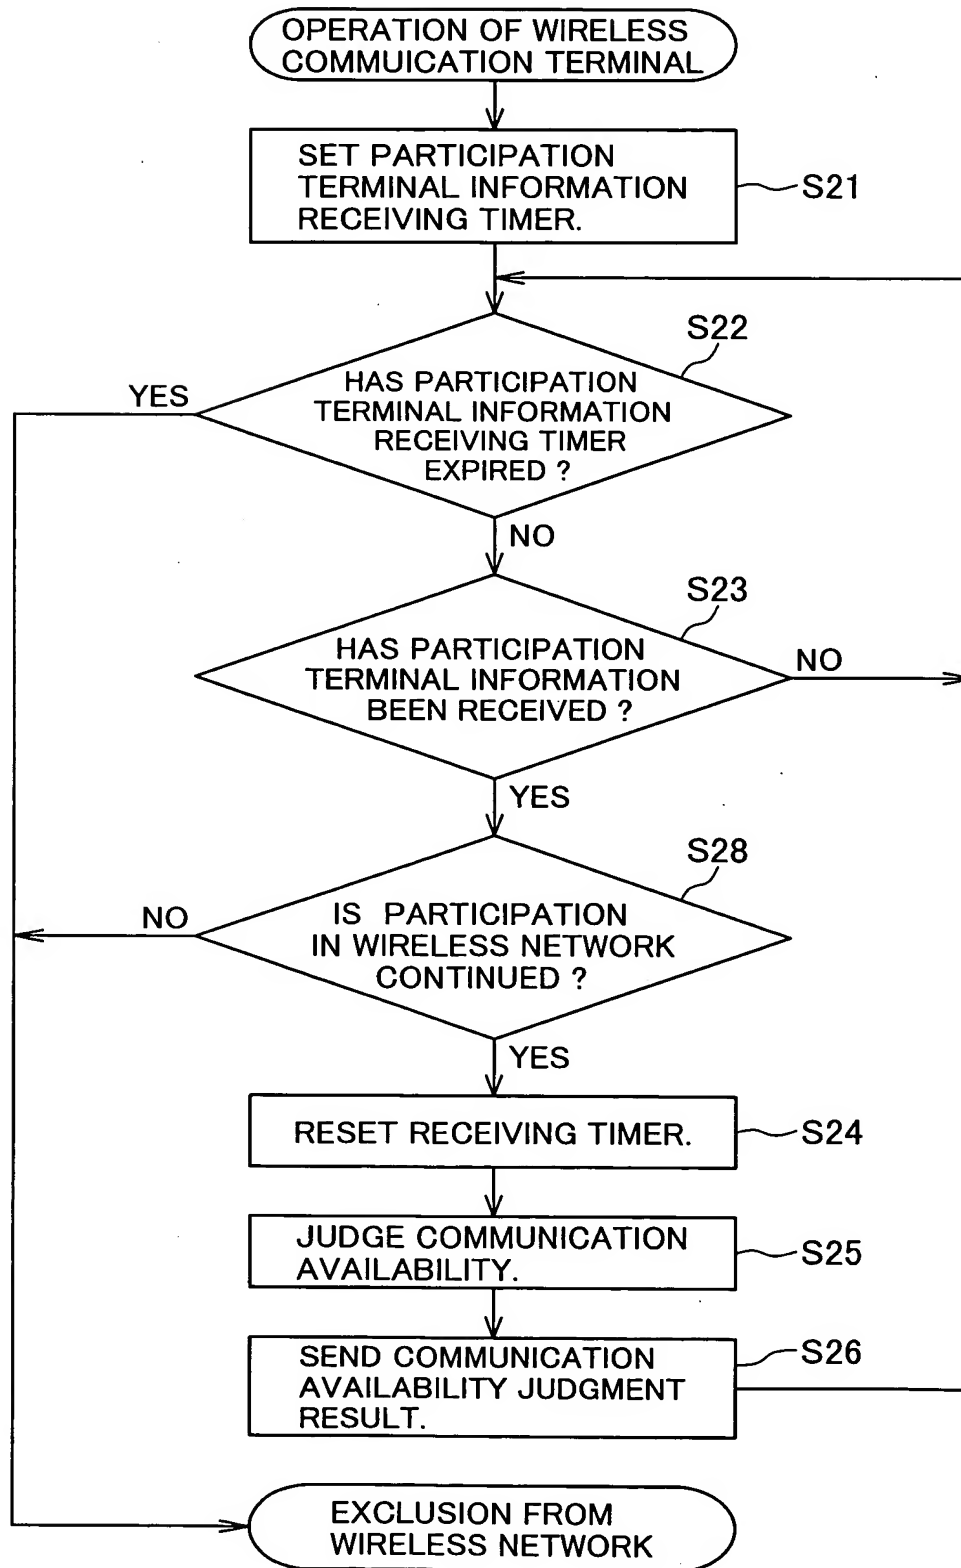 OPERATION OF WIRELESS
COMMUICATION TERMINAL
SET PARTICIPATION
TERMINAL INFORMATION
RECEIVING TIMER.
S21
S22
YES
HAS PARTICIPATION
TERMINAL INFORMATION
RECEIVING TIMER
EXPIRED ?
NO
S23
HAS PARTICIPATION
TERMINAL INFORMATION
BEEN RECEIVED ?
NO
YES
S28
NO
IS PARTICIPATION
IN WIRELESS NETWORK
CONTINUED ?
YES
RESET RECEIVING TIMER.
S24
JUDGE COMMUNICATION
AVAILABILITY.
S25
SEND COMMUNICATION
AVAILABILITY JUDGMENT
RESULT.
S26
EXCLUSION FROM
WIRELESS NETWORK